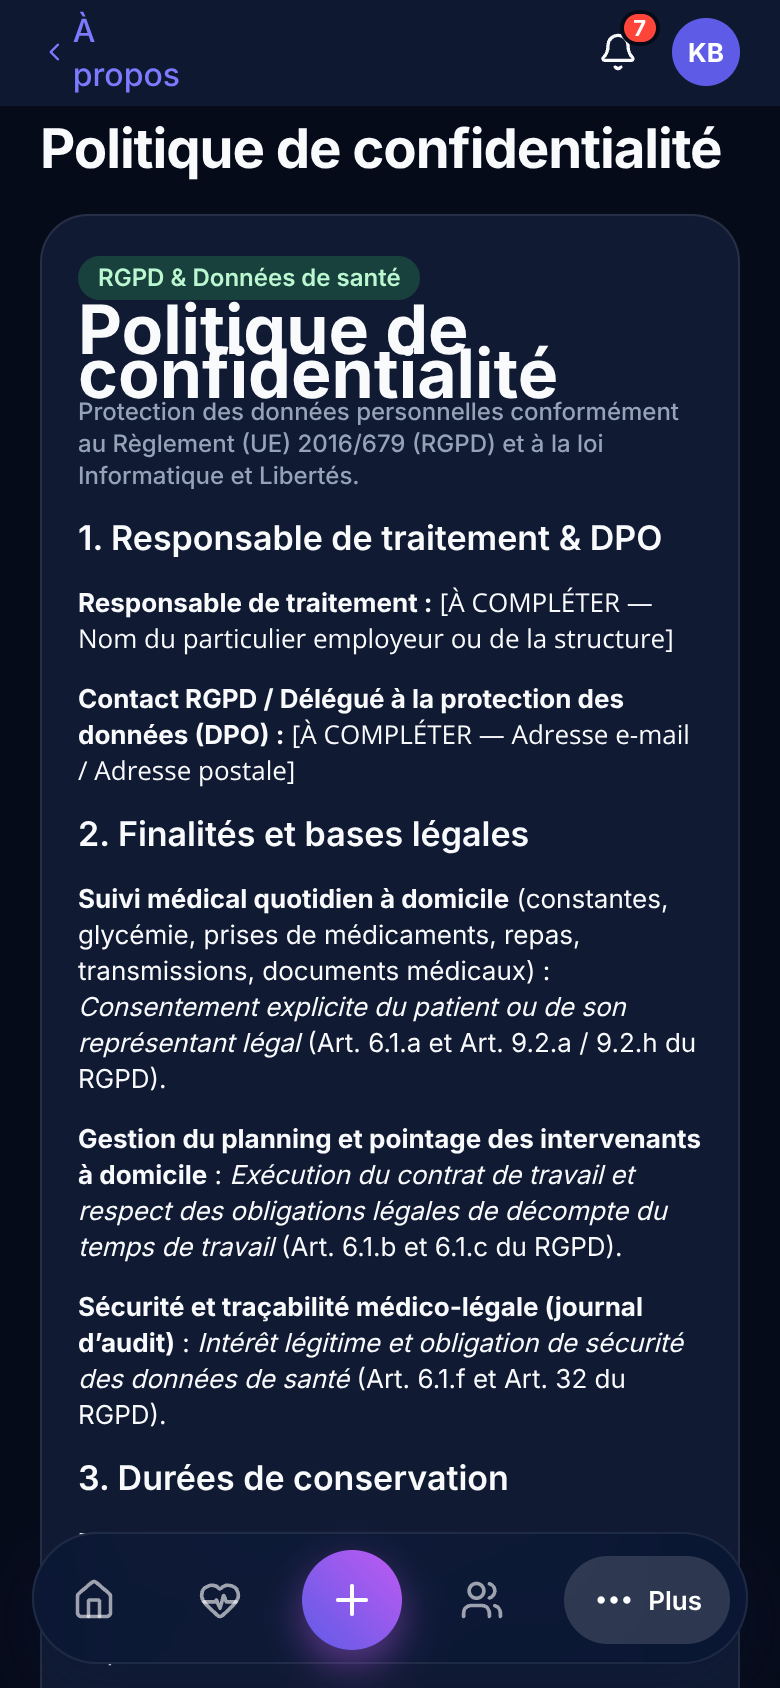 À
propos
7
KB
Politique de confidentialité
RGPD & Données de santé
Politique de
confidentialité
Protection des données personnelles conformément
au Règlement (UE) 2016/679 (RGPD) et à la loi
Informatique et Libertés.
1. Responsable de traitement & DPO
Responsable de traitement : [À COMPLÉTER —
Nom du particulier employeur ou de la structure]
Contact RGPD / Délégué à la protection des
données (DPO) : [À COMPLÉTER — Adresse e-mail
/ Adresse postale]
2. Finalités et bases légales
Suivi médical quotidien à domicile (constantes,
glycémie, prises de médicaments, repas,
transmissions, documents médicaux) :
Consentement explicite du patient ou de son
représentant légal (Art. 6.1.a et Art. 9.2.a / 9.2.h du
RGPD).
Gestion du planning et pointage des intervenants
à domicile : Exécution du contrat de travail et
respect des obligations légales de décompte du
temps de travail (Art. 6.1.b et 6.1.c du RGPD).
Sécurité et traçabilité médico-légale (journal
d’audit) : Intérêt légitime et obligation de sécurité
des données de santé (Art. 6.1.f et Art. 32 du
RGPD).
3. Durées de conservation
Plus